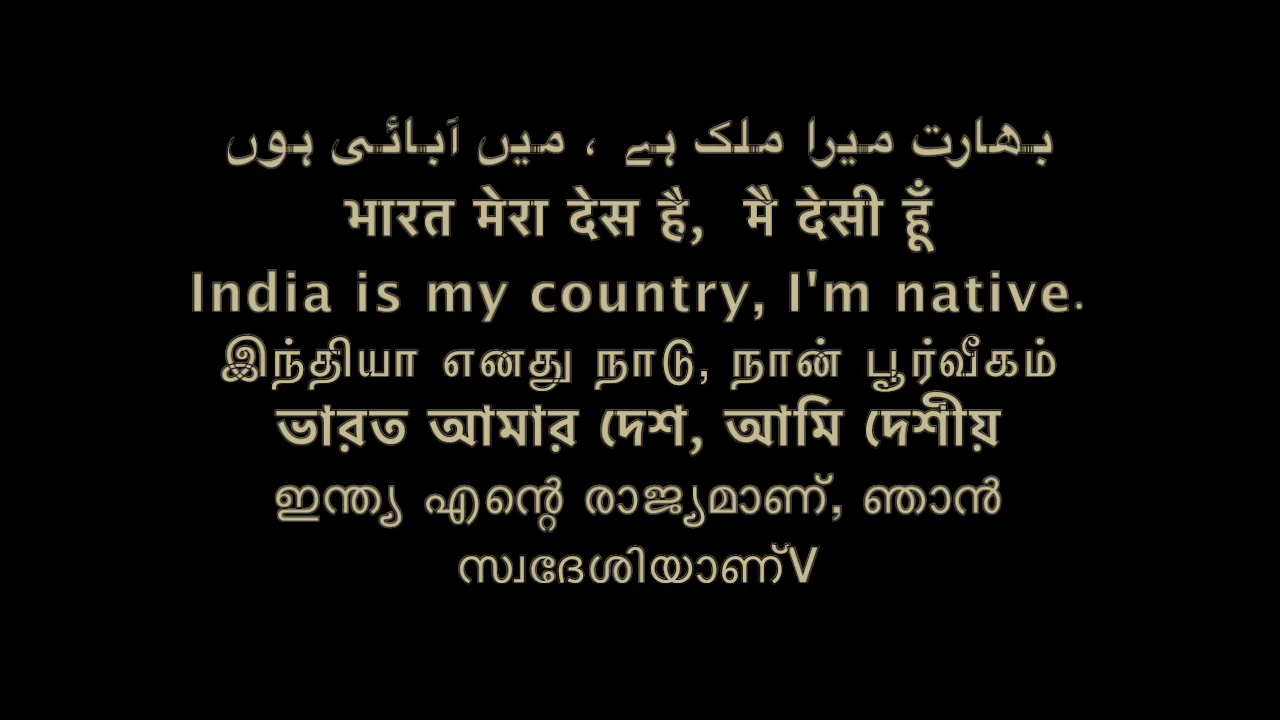 بھارت میرا ملک ہے ، میں آبائی ہوں
भारत मेरा देस है, मै देसी हूँ
India is my country, I'm native.
இந்தியா எனது நாடு, நான் பூர்வீகம்
ভারত আমার দেশ, আমি দেশীয়
ഇന്ത്യ എന്റെ രാജ്യമാണ്, ഞാൻ
സ്വദേശിയാണ്V